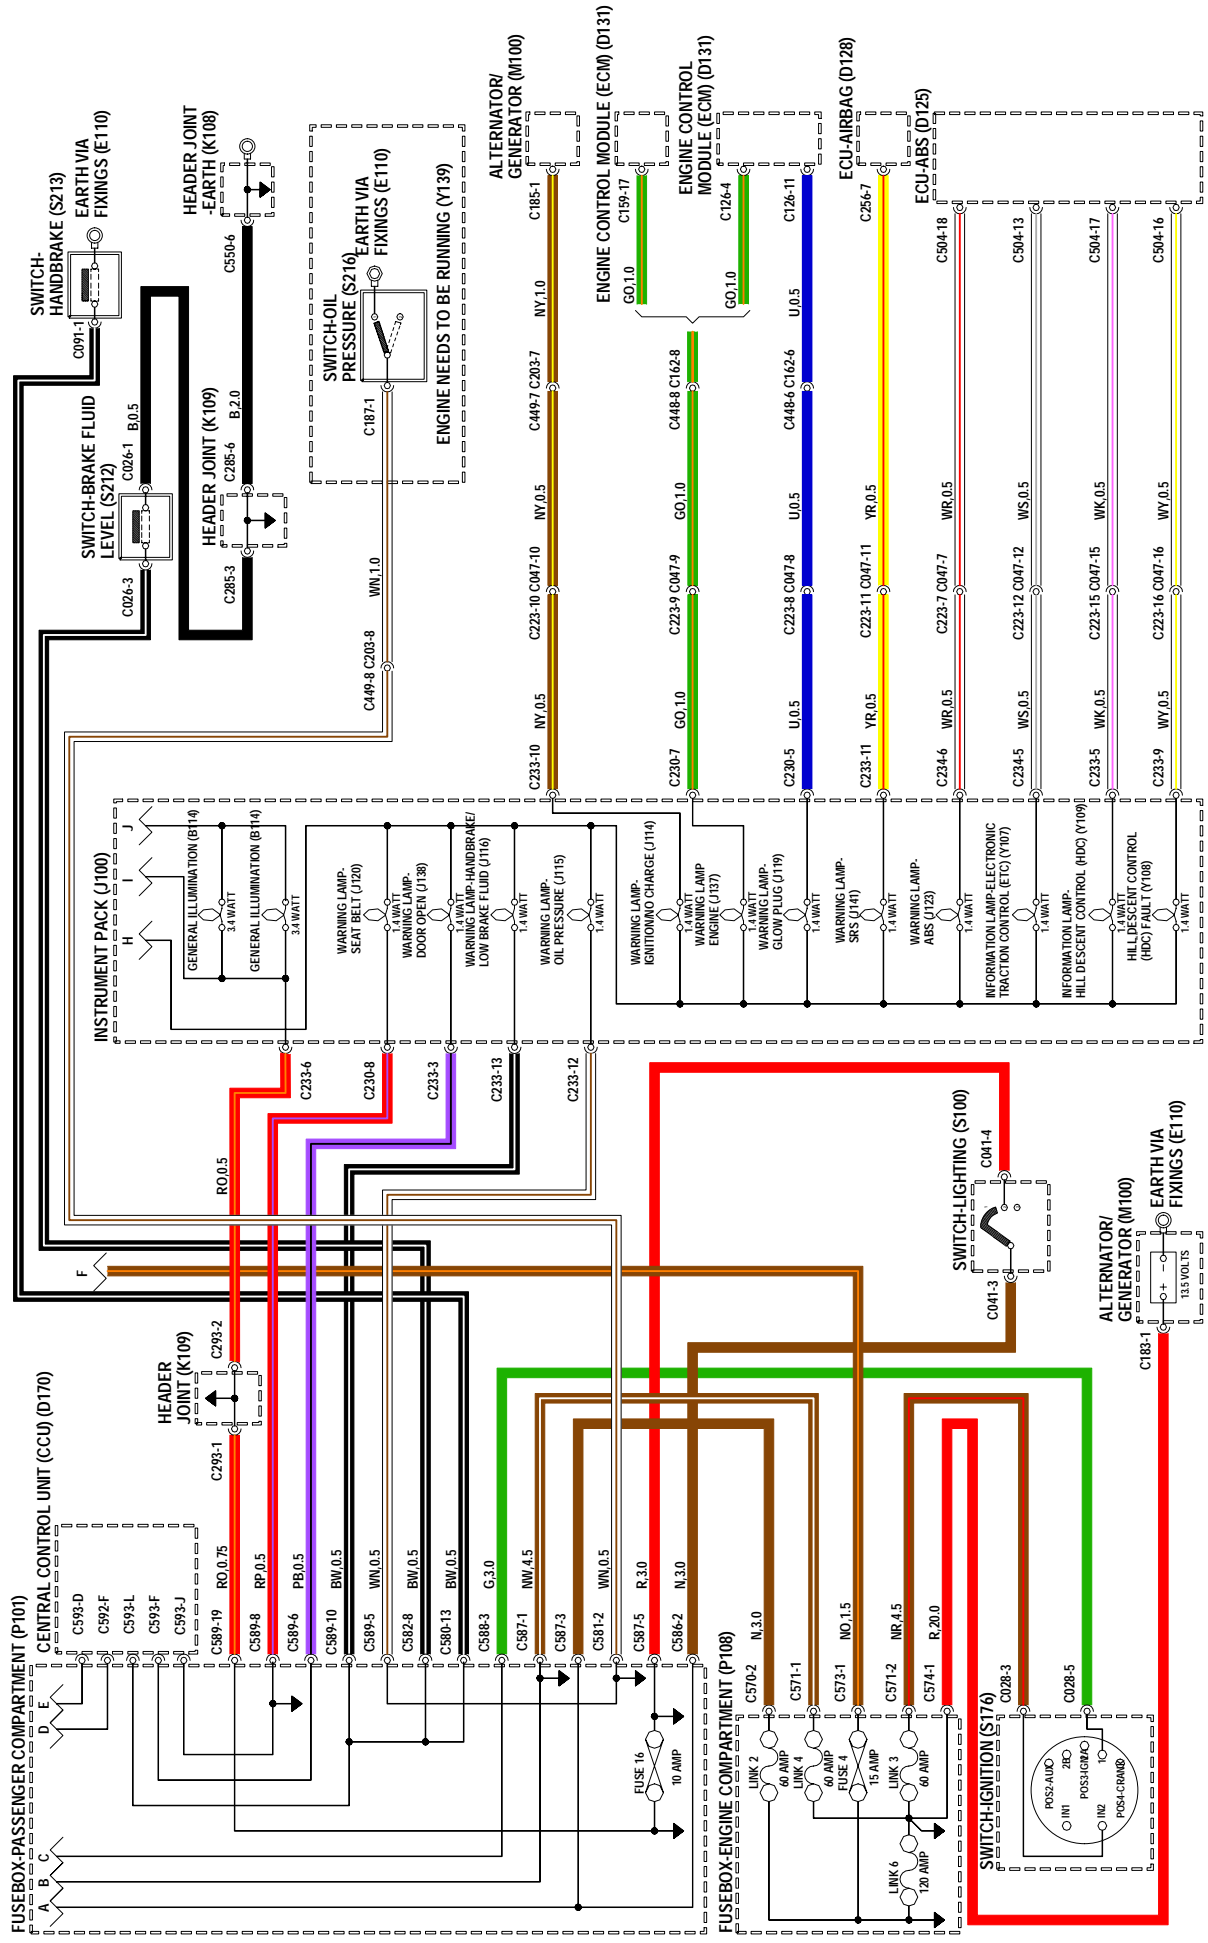 SWITCH-
HANDBRAKE (S213)
EARTH VIA
FIXINGS (E110)
C091-1
SWITCH-BRAKE FLUID
LEVEL (S212)
C026-1
B,0.5
C026-3
HEADER JOINT
-EARTH (K108)
C550-6
B,2.0
HEADER JOINT (K109)
C285-6
C285-3
SWITCH-OIL
PRESSURE (S216)
EARTH VIA
FIXINGS (E110)
ENGINE NEEDS TO BE RUNNING (Y139)
C187-1
WN,1.0
C449-8 C203-8
ALTERNATOR/
GENERATOR (M100)
C185-1
NY,1.0
C449-7 C203-7
NY,0.5
C223-10 C047-10
NY,0.5
C233-10
ENGINE CONTROL MODULE (ECM) (D131)
C159-17
GO,1.0
ENGINE CONTROL
MODULE (ECM) (D131)
C126-4
GO,1.0
C448-8 C162-8
GO,1.0
C223-9 C047-9
GO,1.0
C230-7
C126-11
U,0.5
C448-6 C162-6
U,0.5
C223-8 C047-8
U,0.5
C230-5
ECU-AIRBAG (D128)
C256-7
YR,0.5
C223-11 C047-11
YR,0.5
C233-11
ECU-ABS (D125)
C504-18
WR,0.5
C223-7 C047-7
WR,0.5
C234-6
C504-13
WS,0.5
C223-12 C047-12
WS,0.5
C234-5
C504-17
WK,0.5
C223-15 C047-15
WK,0.5
C233-5
C504-16
WY,0.5
C223-16 C047-16
WY,0.5
C233-9
INSTRUMENT PACK (J100)
H
I
J
GENERAL ILLUMINATION (B114)
3.4 WATT
GENERAL ILLUMINATION (B114)
3.4 WATT
WARNING LAMP-
SEAT BELT (J120)
1.4 WATT
WARNING LAMP-
DOOR OPEN (J138)
1.4 WATT
WARNING LAMP-HANDBRAKE/
LOW BRAKE FLUID (J116)
1.4 WATT
WARNING LAMP-
OIL PRESSURE (J115)
1.4 WATT
WARNING LAMP-
IGNITION/NO CHARGE (J114)
1.4 WATT
WARNING LAMP
ENGINE (J137)
1.4 WATT
WARNING LAMP-
GLOW PLUG (J119)
1.4 WATT
WARNING LAMP-
SRS (J141)
1.4 WATT
WARNING LAMP-
ABS (J123)
1.4 WATT
INFORMATION LAMP-ELECTRONIC
TRACTION CONTROL (ETC) (Y107)
1.4 WATT
INFORMATION LAMP-
HILL DESCENT CONTROL (HDC) (Y109)
1.4 WATT
HILL DESCENT CONTROL
(HDC) FAULT (Y108)
1.4 WATT
C233-6
C230-8
C233-3
C233-13
C233-12
RO,0.5
F
C293-2
HEADER
JOINT (K109)
C293-1
SWITCH-LIGHTING (S100)
C041-4
C041-3
ALTERNATOR/
GENERATOR (M100)
EARTH VIA
FIXINGS (E110)
+ −
13.5 VOLTS
C183-1
CENTRAL CONTROL UNIT (CCU) (D170)
C593-D
C592-F
C593-L
C593-F
C593-J
RO,0.75
C589-19
RP,0.5
C589-8
PB,0.5
C589-6
BW,0.5
C589-10
WN,0.5
C589-5
BW,0.5
C582-8
BW,0.5
C580-13
G,3.0
C588-3
NW,4.5
C587-1
C587-3
WN,0.5
C581-2
R,3.0
C587-5
N,3.0
C586-2
FUSEBOX-PASSENGER COMPARTMENT (P101)
E
D
C
B
A
FUSE 16
10 AMP
FUSEBOX-ENGINE COMPARTMENT (P108)
N,3.0
C570-2
C571-1
NO,1.5
C573-1
NR,4.5
C571-2
R,20.0
C574-1
LINK 2
60 AMP
LINK 4
60 AMP
FUSE 4
15 AMP
LINK 3
60 AMP
LINK 6
120 AMP
SWITCH-IGNITION (S176)
C028-3
C028-5
POS2-AUX
2B
2A
POS3-IGN
1
POS4-CRANK
IN1
IN2